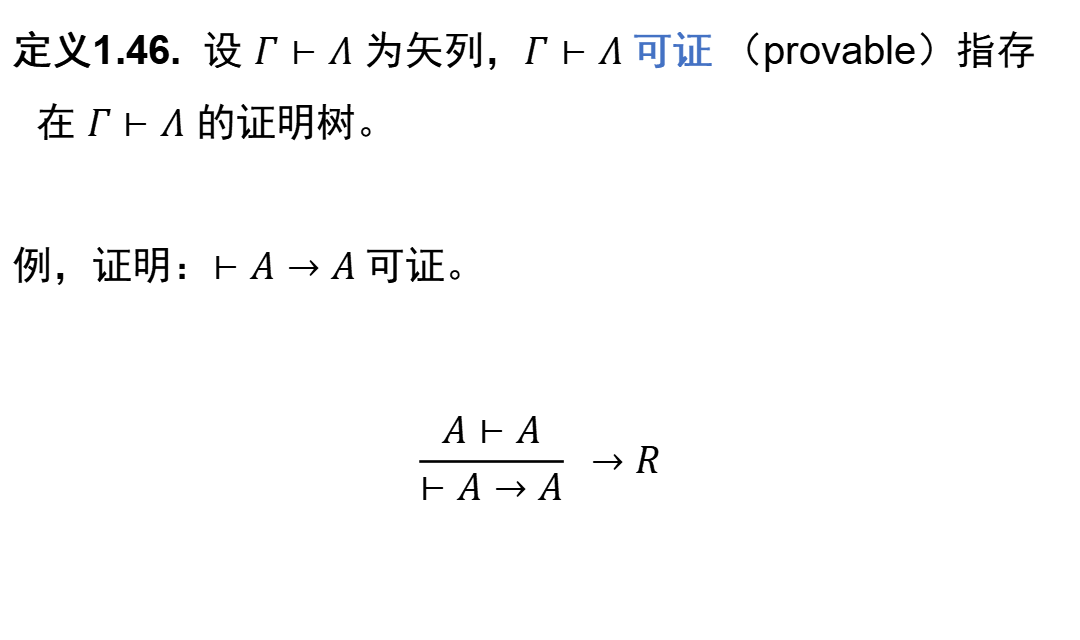 定义1.46. 设 Γ ⊢ Λ 为矢列，Γ ⊢ Λ 可证 （provable）指存
在 Γ ⊢ Λ 的证明树。
例，证明：⊢ A → A 可证。
A ⊢ A
→ R
⊢ A → A